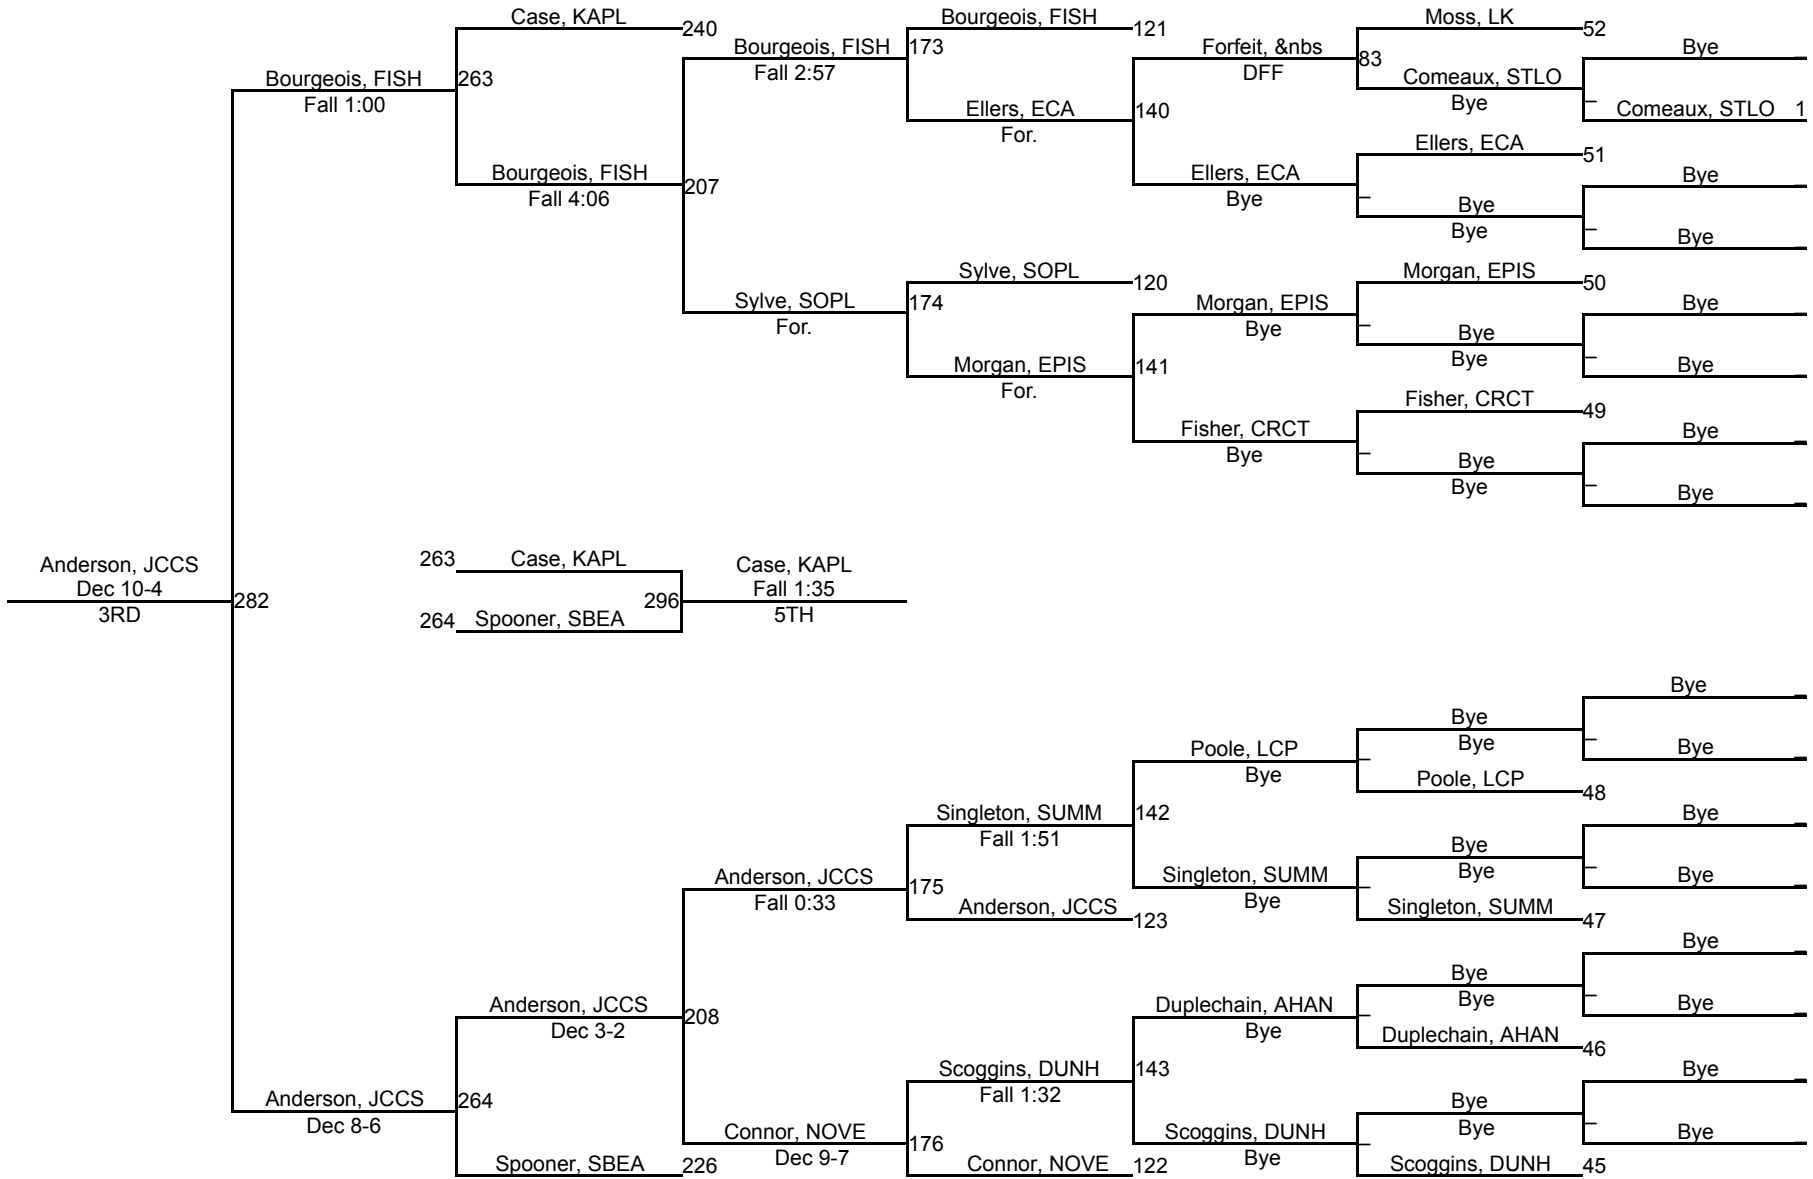 Case, KAPL
240
Bourgeois, FISH
Fall 1:00
263
Bourgeois, FISH
Fall 4:06
Bourgeois, FISH
Fall 2:57
207
Sylve, SOPL
For.
Bourgeois, FISH
121
173
Ellers, ECA
For.
Forfeit, &nbs
DFF
140
Ellers, ECA
Bye
Moss, LK
52
83
Comeaux, STLO
Bye
Bye
Comeaux, STLO 1
Ellers, ECA
51
Bye
Bye
Bye
Bye
Sylve, SOPL
120
174
Morgan, EPIS
For.
Morgan, EPIS
Bye
141
Fisher, CRCT
Bye
Morgan, EPIS
50
Bye
Bye
Bye
Bye
Fisher, CRCT
49
Bye
Bye
Bye
Bye
Anderson, JCCS
Dec 10-4
3RD
282
263 Case, KAPL
264 Spooner, SBEA
296
Case, KAPL
Fall 1:35
5TH
Bye
Bye
Bye
Bye
Poole, LCP
Bye
Poole, LCP
48
Singleton, SUMM
Fall 1:51
142
Singleton, SUMM
Bye
Bye
Bye
Bye
Bye
Singleton, SUMM
47
Anderson, JCCS
Fall 0:33
175
Anderson, JCCS
123
Anderson, JCCS
Dec 3-2
208
Duplechain, AHAN
Bye
Bye
Bye
Bye
Bye
Duplechain, AHAN
46
Scoggins, DUNH
Fall 1:32
143
Scoggins, DUNH
Bye
Bye
Bye
Bye
Bye
Scoggins, DUNH
45
Anderson, JCCS
Dec 8-6
264
Spooner, SBEA
226
Connor, NOVE
Dec 9-7
176
Connor, NOVE
122